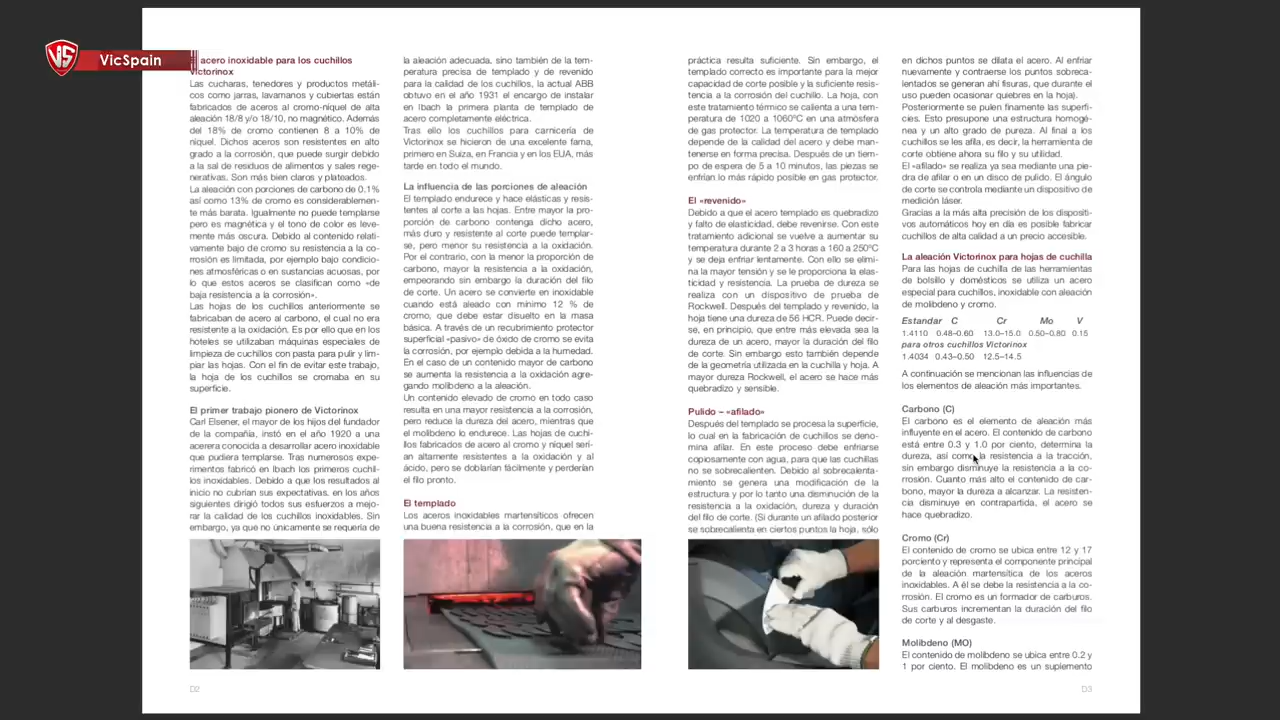 VS
VicSpain
acero inoxidable para los cuchillos
Victorinox
Las cucharas, tenedores y productos metáli-
cos como jarras, lavamanos y cubiertas están
fabricados de aceros al cromo-níquel de alta
aleación 18/8 y/o 18/10, no magnético. Además
del 18% de cromo contienen 8 a 10% de
níquel. Dichos aceros son resistentes en alto
grado a la corrosión, que puede surgir debido
a la sal de residuos de alimentos y sales rege-
nerativas. Son más bien claros y plateados.
La aleación con porciones de carbono de 0.1%
así como 13% de cromo es considerablemen-
te más barata. Igualmente no puede templarse
pero es magnética y el tono de color es leve-
mente más oscura. Debido al contenido relati-
vamente bajo de cromo su resistencia a la co-
rrosión es limitada, por ejemplo bajo condicio-
nes atmosféricas o en sustancias acuosas, por
lo que estos aceros se clasifican como «de
baja resistencia a la corrosión».
Las hojas de los cuchillos anteriormente se
fabricaban de acero al carbono, el cual no era
resistente a la oxidación. Es por ello que en los
hoteles se utilizaban máquinas especiales de
limpieza de cuchillos con pasta para pulir y lim-
piar las hojas. Con el fin de evitar este trabajo,
la hoja de los cuchillos se cromaba en su
superficie.
El primer trabajo pionero de Victorinox
Carl Elsener, el mayor de los hijos del fundador
de la compañía, instó en el año 1920 a una
acerera conocida a desarrollar acero inoxidable
que pudiera templarse. Tras numerosos expe-
rimentos fabricó en Ibach los primeros cuchil-
los inoxidables. Debido a que los resultados al
inicio no cubrían sus expectativas, en los años
siguientes dirigió todos sus esfuerzos a mejo-
rar la calidad de los cuchillos inoxidables. Sin
embargo, ya que no únicamente se requería de
la aleación adecuada, sino también de la tem-
peratura precisa de templado y de revenido
para la calidad de los cuchillos, la actual ABB
obtuvo en el año 1931 el encargo de instalar
en Ibach la primera planta de templado de
acero completamente eléctrica.
Tras ello los cuchillos para carnicería de
Victorinox se hicieron de una excelente fama,
primero en Suiza, en Francia y en los EUA, más
tarde en todo el mundo.
La influencia de las porciones de aleación
El templado endurece y hace elásticas y resis-
tentes al corte a las hojas. Entre mayor la pro-
porción de carbono contenga dicho acero,
más duro y resistente al corte puede templar-
se, pero menor su resistencia a la oxidación.
Por el contrario, con la menor la proporción de
carbono, mayor la resistencia a la oxidación,
empeorando sin embargo la duración del filo
de corte. Un acero se convierte en inoxidable
cuando está aleado con mínimo 12 % de
cromo, que debe estar disuelto en la masa
básica. A través de un recubrimiento protector
superficial «pasivo» de óxido de cromo se evita
la corrosión, por ejemplo debido a la humedad.
En el caso de un contenido mayor de carbono
se aumenta la resistencia a la oxidación agre-
gando molibdeno a la aleación.
Un contenido elevado de cromo en todo caso
resulta en una mayor resistencia a la corrosión,
pero reduce la dureza del acero, mientras que
el molibdeno lo endurece. Las hojas de cuchi-
llos fabricados de acero al cromo y níquel serí-
an altamente resistentes a la oxidación y al
ácido, pero se doblarían fácilmente y perderían
el filo pronto.
El templado
Los aceros inoxidables martensíticos ofrecen
una buena resistencia a la corrosión, que en la
práctica resulta suficiente. Sin embargo, el
templado correcto es importante para la mejor
capacidad de corte posible y la suficiente resis-
tencia a la corrosión del cuchillo. La hoja, con
este tratamiento térmico se calienta a una tem-
peratura de 1020 a 1060ºC en una atmósfera
de gas protector. La temperatura de templado
depende de la calidad del acero y debe man-
tenerse en forma precisa. Después de un tiem-
po de espera de 5 a 10 minutos, las piezas se
enfrían lo más rápido posible en gas protector.
El «revenido»
Debido a que el acero templado es quebradizo
y falto de elasticidad, debe revenirse. Con este
tratamiento adicional se vuelve a aumentar su
temperatura durante 2 a 3 horas a 160 a 250ºC
y se deja enfriar lentamente. Con ello se elimi-
na la mayor tensión y se le proporciona la elas-
ticidad y resistencia. La prueba de dureza se
realiza con un dispositivo de prueba de
Rockwell. Después del templado y revenido, la
hoja tiene una dureza de 56 HCR. Puede decir-
se, en principio, que entre más elevada sea la
dureza de un acero, mayor la duración del filo
de corte. Sin embargo esto también depende
de la geometría utilizada en la cuchilla y hoja. A
mayor dureza Rockwell, el acero se hace más
quebradizo y sensible.
Pulido – «afilado»
Después del templado se procesa la superficie,
lo cual en la fabricación de cuchillos se deno-
mina afilar. En este proceso debe enfriarse
copiosamente con agua, para que las cuchillas
no se sobrecalienten. Debido al sobrecalenta-
miento se genera una modificación de la
estructura y por lo tanto una disminución de la
resistencia a la oxidación, dureza y duración
del filo de corte. (Si durante un afilado posterior
se sobrecalienta en ciertos puntos la hoja, sólo
en dichos puntos se dilata el acero. Al enfriar
nuevamente y contraerse los puntos sobreca-
lentados se generan ahí fisuras, que durante el
uso pueden ocasionar quiebres en la hoja).
Posteriormente se pulen finamente las superfi-
cies. Esto presupone una estructura homogé-
nea y un alto grado de pureza. Al final a los
cuchillos se les afila, es decir, la herramienta de
corte obtiene ahora su filo y su utilidad.
El «afilado» se realiza ya sea mediante una pie-
dra de afilar o en un disco de pulido. El ángulo
de corte se controla mediante un dispositivo de
medición láser.
Gracias a la más alta precisión de los dispositi-
vos automáticos hoy en día es posible fabricar
cuchillos de alta calidad a un precio accesible.
La aleación Victorinox para hojas de cuchilla
Para las hojas de cuchilla de las herramientas
de bolsillo y domésticos se utiliza un acero
especial para cuchillos, inoxidable con aleación
de molibdeno y cromo.
Estandar C Cr Mo V
1.4110 0.48–0.60 13.0–15.0 0.50–0.80 0.15
para otros cuchillos Victorinox
1.4034 0.43–0.50 12.5–14.5
A continuación se mencionan las influencias de
los elementos de aleación más importantes.
Carbono (C)
El carbono es el elemento de aleación más
influyente en el acero. El contenido de carbono
está entre 0.3 y 1.0 por ciento, determina la
dureza, así como la resistencia a la tracción,
sin embargo disminuye la resistencia a la co-
rrosión. Cuanto más alto el contenido de car-
bono, mayor la dureza a alcanzar. La resisten-
cia disminuye en contrapartida, el acero se
hace quebradizo.
Cromo (Cr)
El contenido de cromo se ubica entre 12 y 17
porciento y representa el componente principal
de la aleación martensítica de los aceros
inoxidables. A él se debe la resistencia a la co-
rrosión. El cromo es un formador de carburos.
Sus carburos incrementan la duración del filo
de corte y al desgaste.
Molibdeno (MO)
El contenido de molibdeno se ubica entre 0.2 y
1 por ciento. El molibdeno es un suplemento
D2
D3